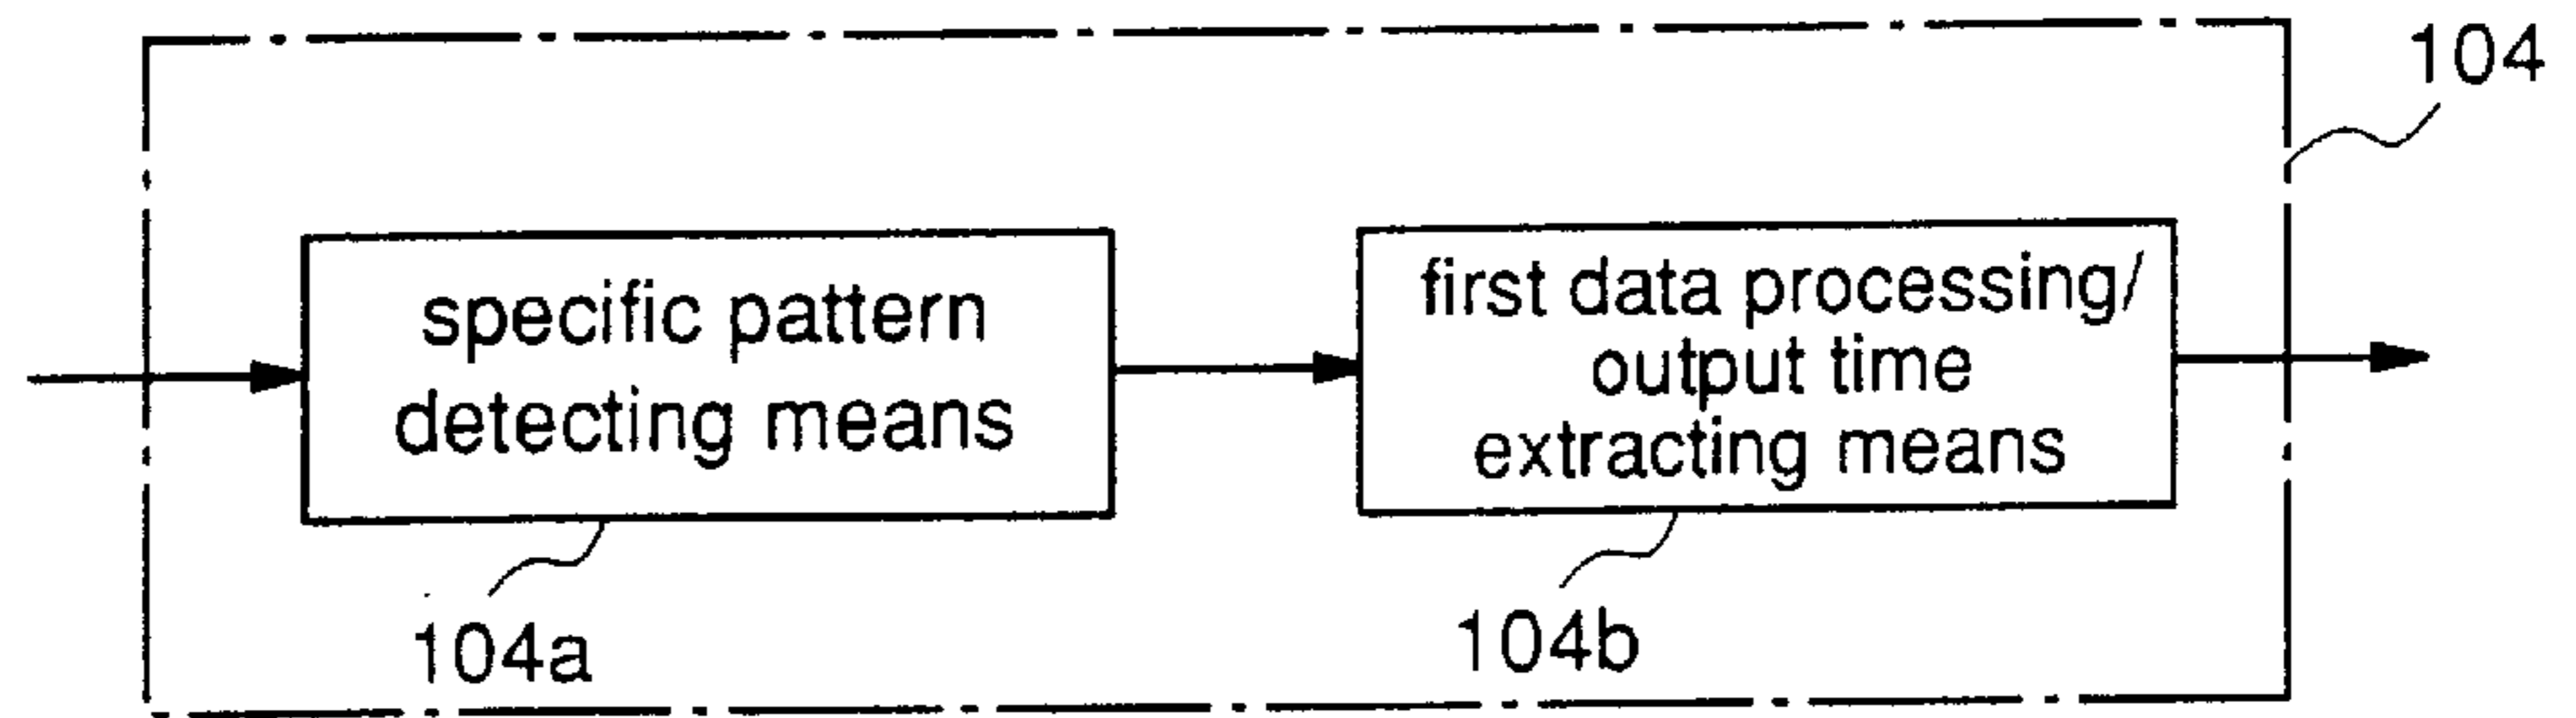 104
specific pattern
detecting means
first data processing/
output time
extracting means
104a
104b